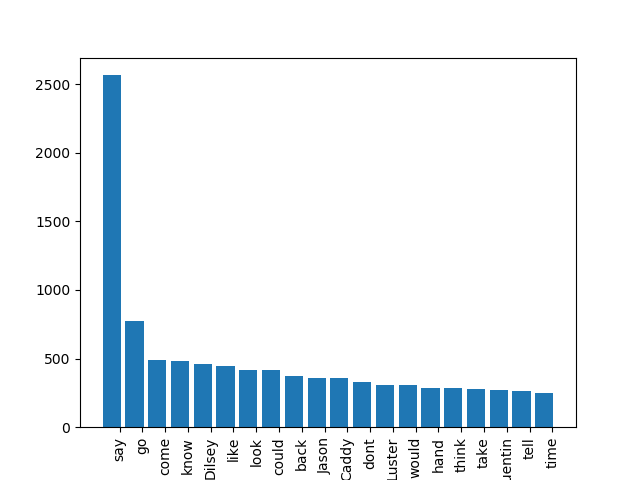 2500
2000
1500
1000
500
0
say
go
come
know
Dilsey
like
look
could
back
Jason
Caddy
dont
Luster
would
hand
think
take
uentin
tell
time